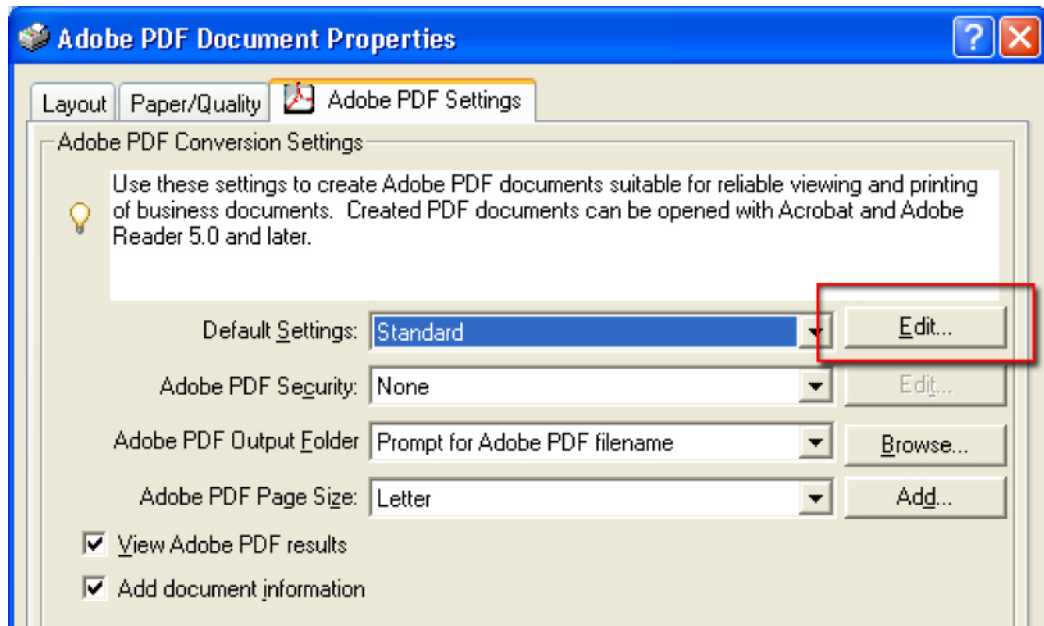 Adobe PDF Document Properties
Layout
Paper/Quality
Adobe PDF Settings
Adobe PDF Conversion Settings
Use these settings to create Adobe PDF documents suitable for reliable viewing and printing
of business documents.  Created PDF documents can be opened with Acrobat and Adobe
Reader 5.0 and later.
Default Settings: Standard Edit...
Adobe PDF Security: None Edit...
Adobe PDF Output Folder Prompt for Adobe PDF filename Browse...
Adobe PDF Page Size: Letter Add...
View Adobe PDF results
Add document information